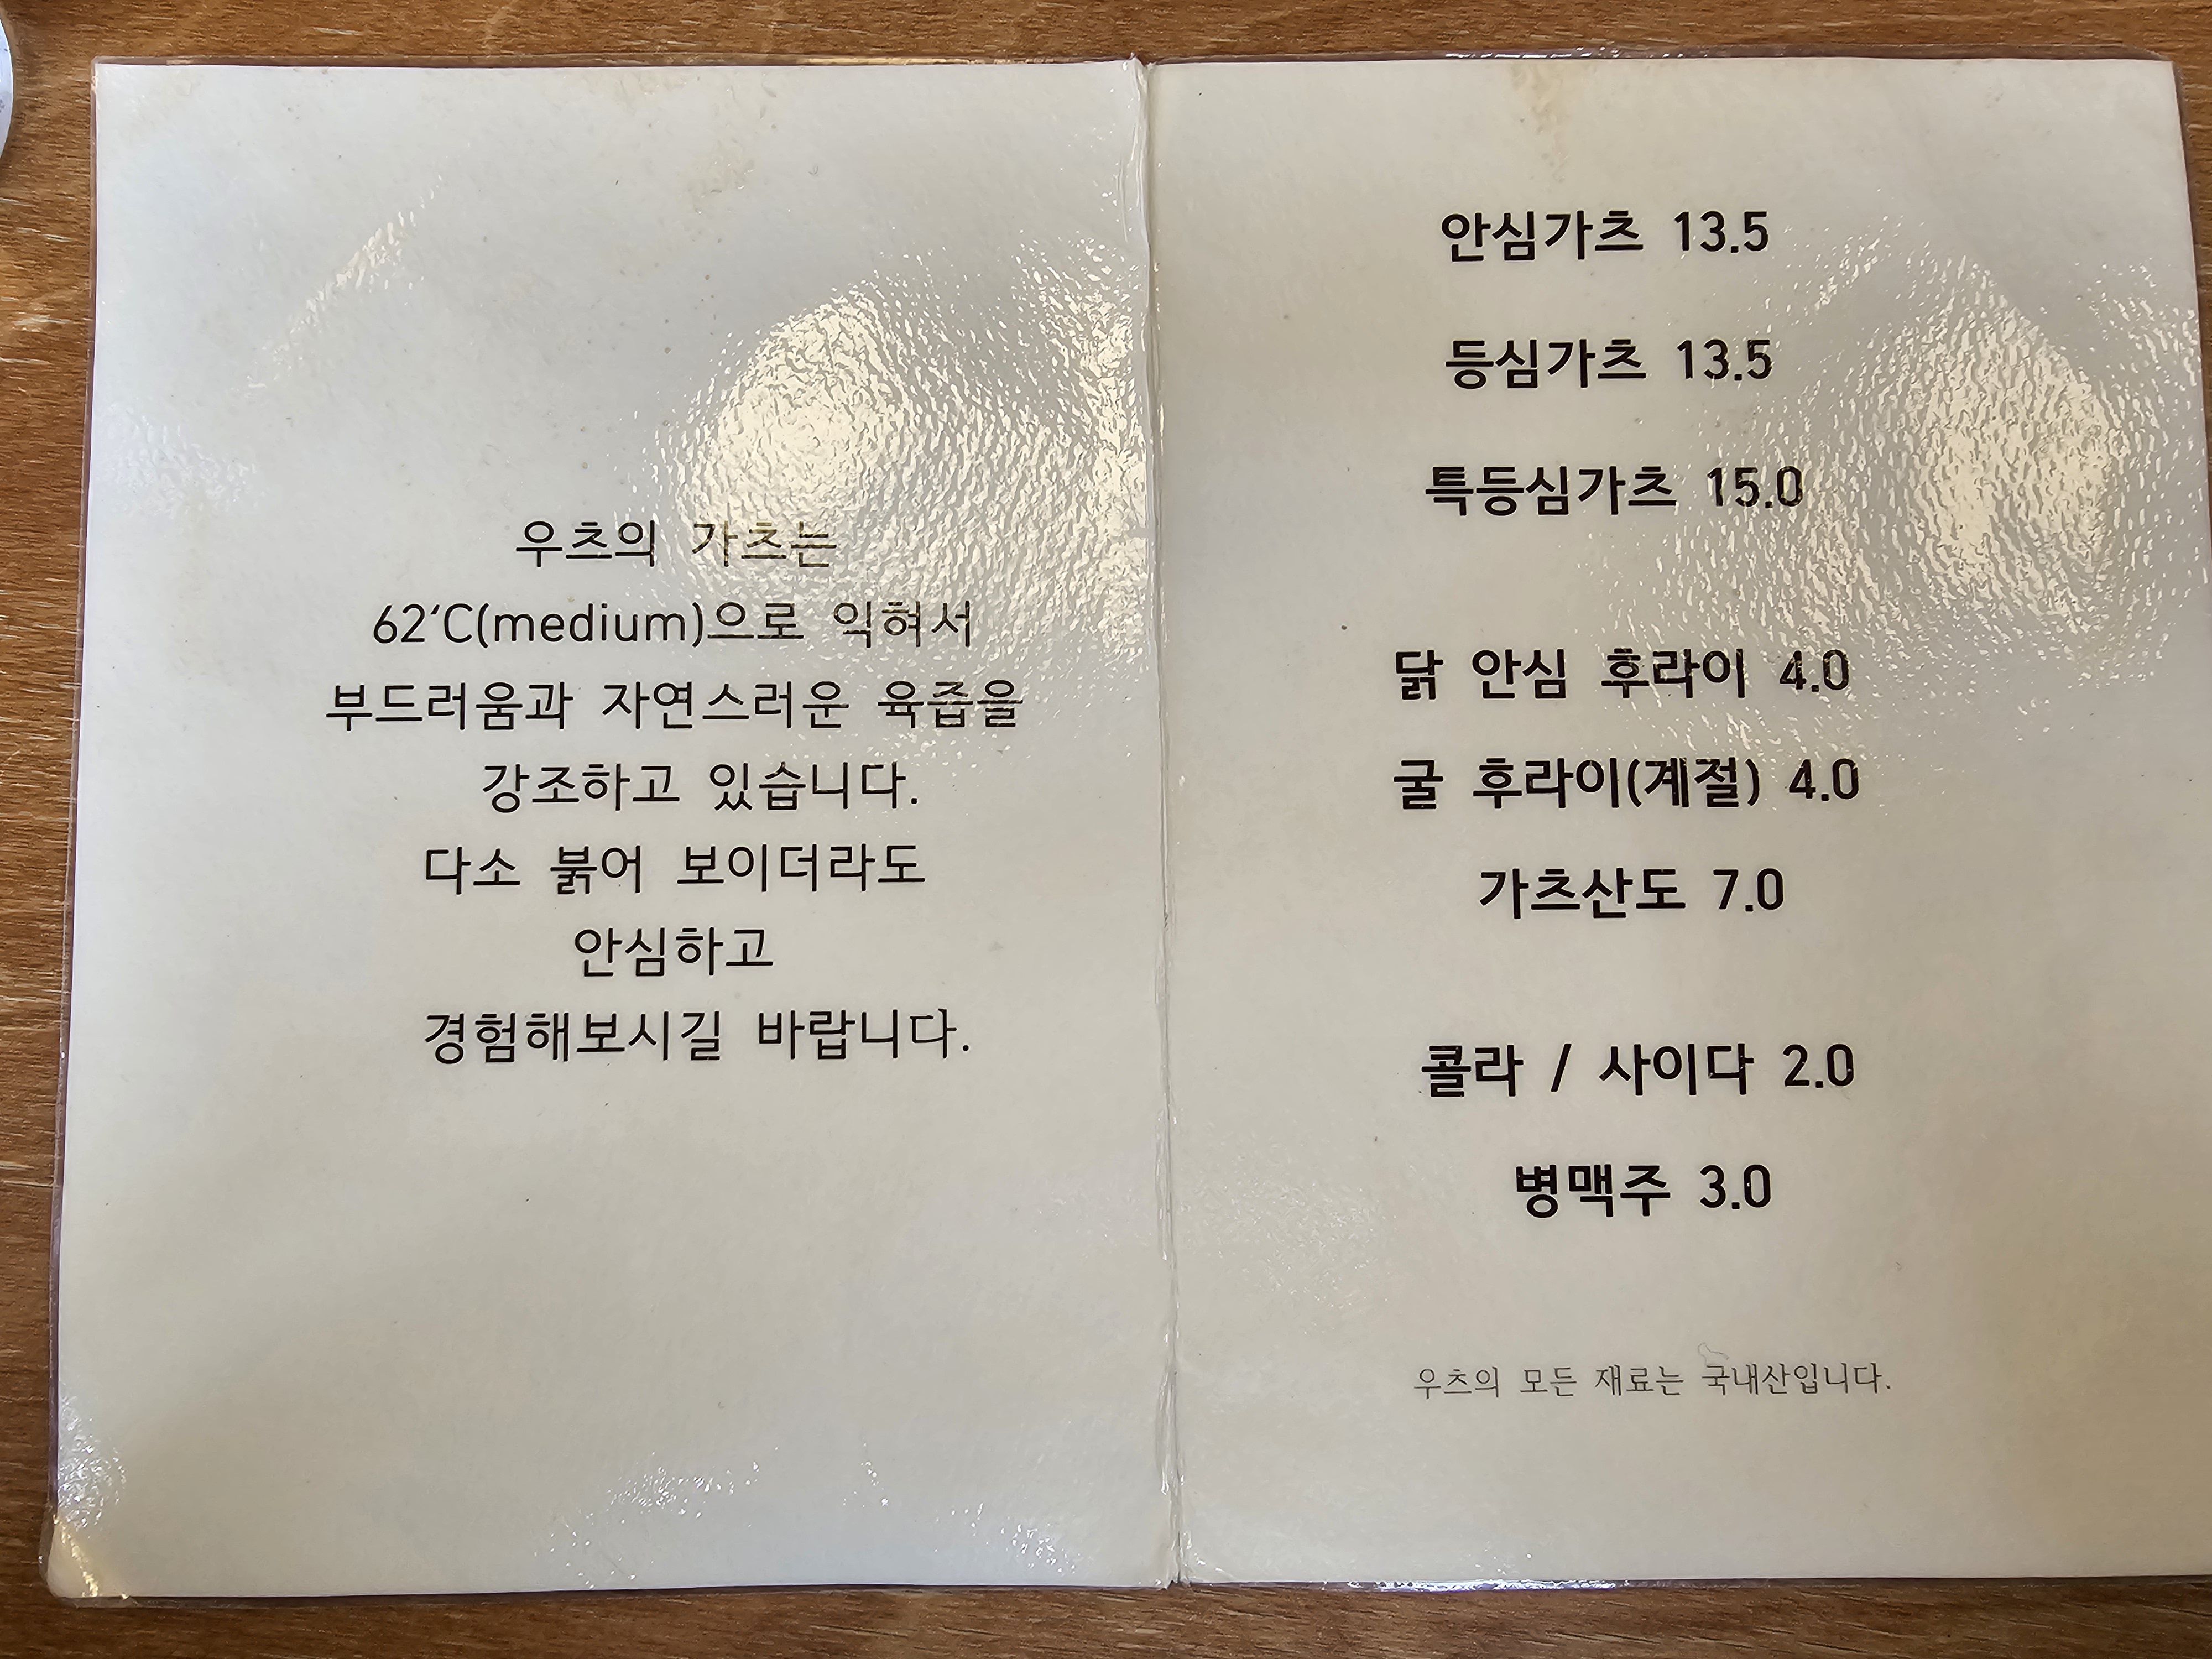 우츠의 가츠는
62‘C(medium)으로 익혀서
부드러움과 자연스러운 육즙을
강조하고 있습니다.
다소 붉어 보이더라도
안심하고
경험해보시길 바랍니다.
안심가츠 13.5
등심가츠 13.5
특등심가츠 15.0
닭 안심 후라이 4.0
굴 후라이(계절) 4.0
가츠산도 7.0
콜라 / 사이다 2.0
병맥주 3.0
우츠의 모든 재료는 국내산입니다.